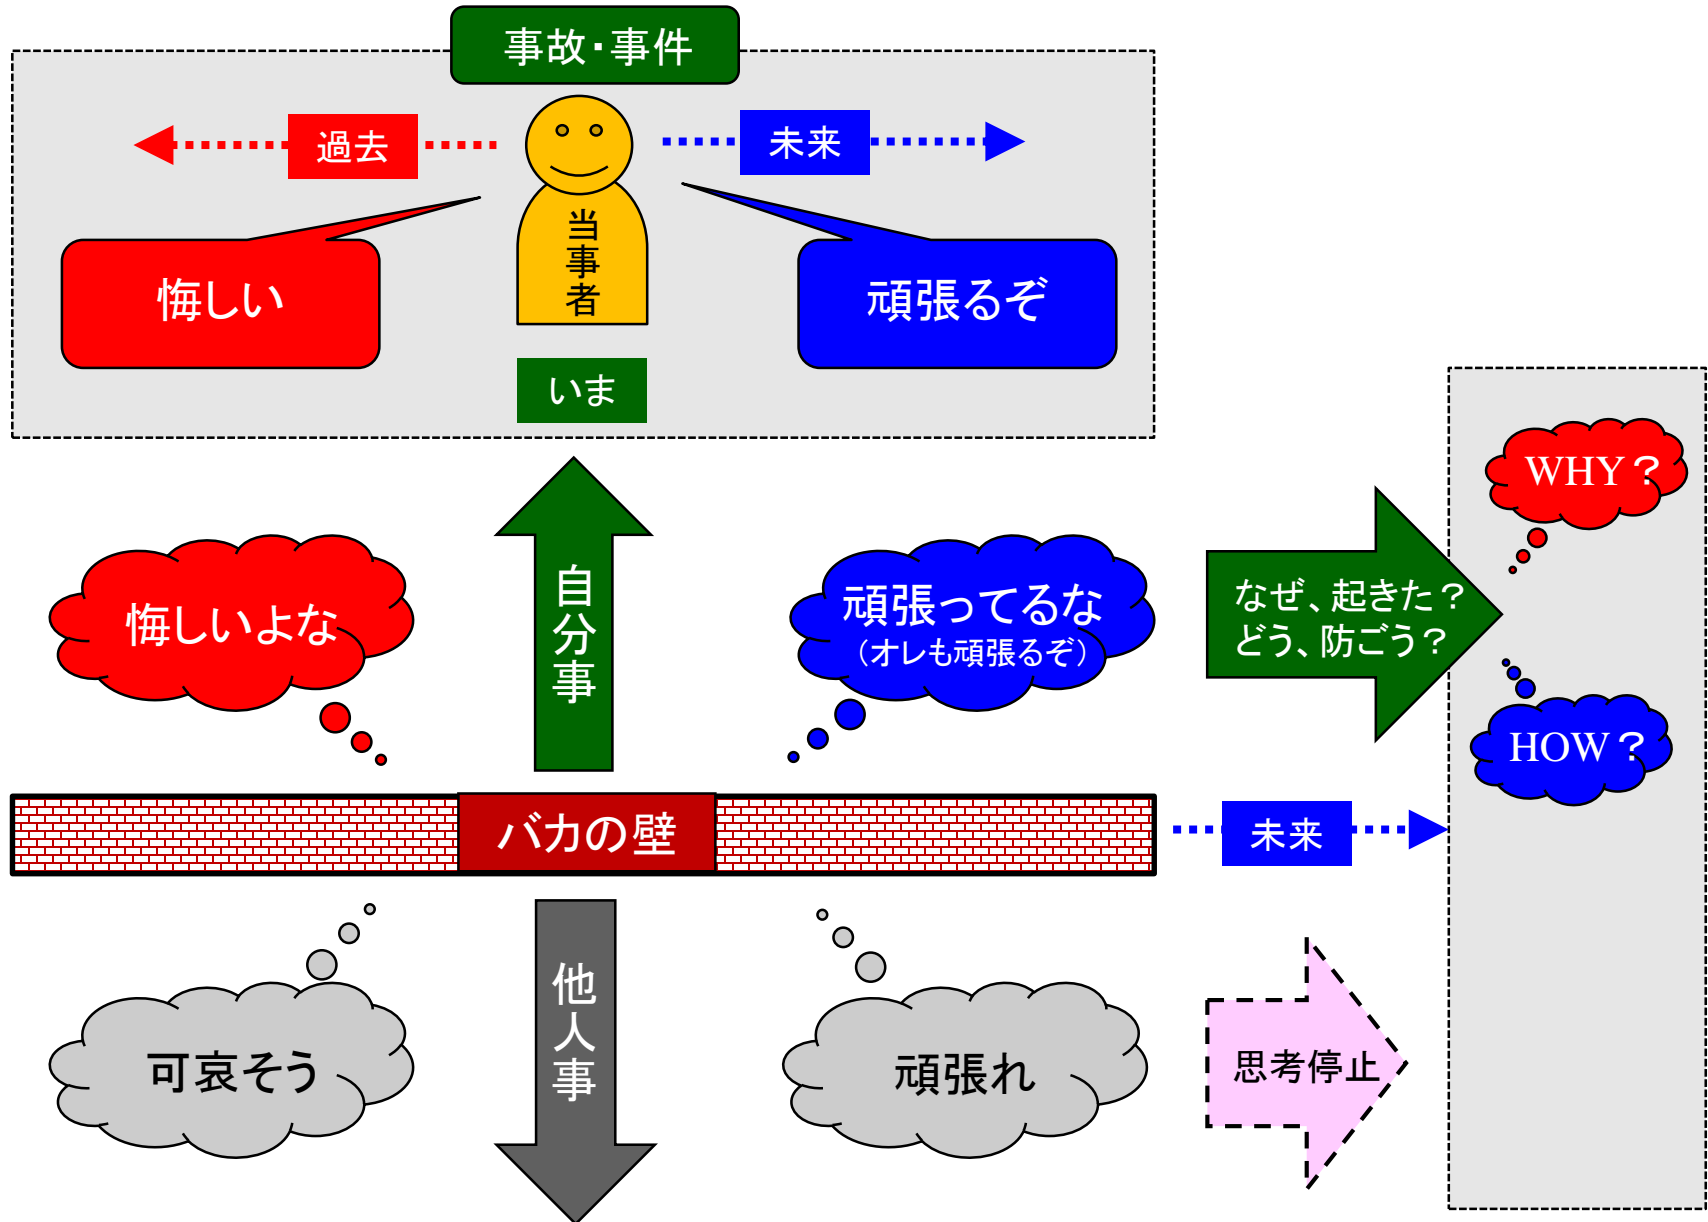 事故・事件
過去
未来
当事者
悔しい
頑張るぞ
いま
WHY？
自分事
悔しいよな
頑張ってるな
（オレも頑張るぞ）
なぜ、起きた？
どう、防ごう？
HOW？
バカの壁
未来
他人事
可哀そう
頑張れ
思考停止